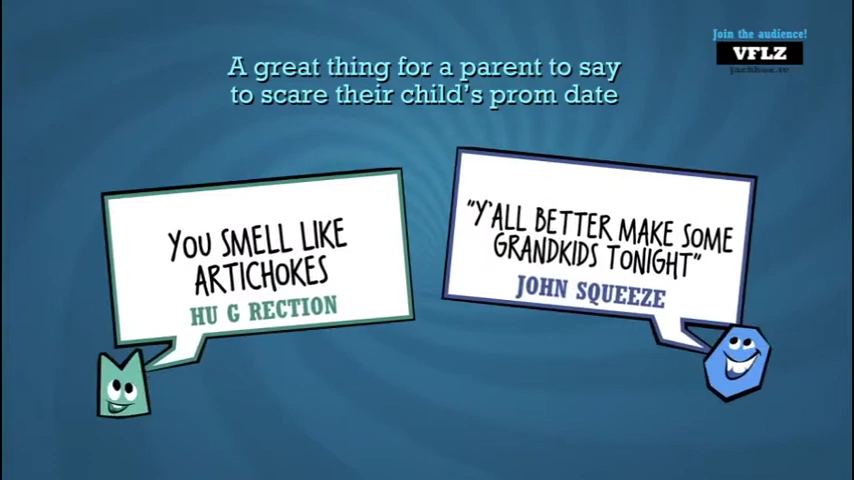 Join the audience!
VFLZ
jackbox.tv
A great thing for a parent to say
to scare their child's prom date
YOU SMELL LIKE
ARTICHOKES
HU G RECTION
"Y'ALL BETTER MAKE SOME
GRANDKIDS TONIGHT"
JOHN SQUEEZE